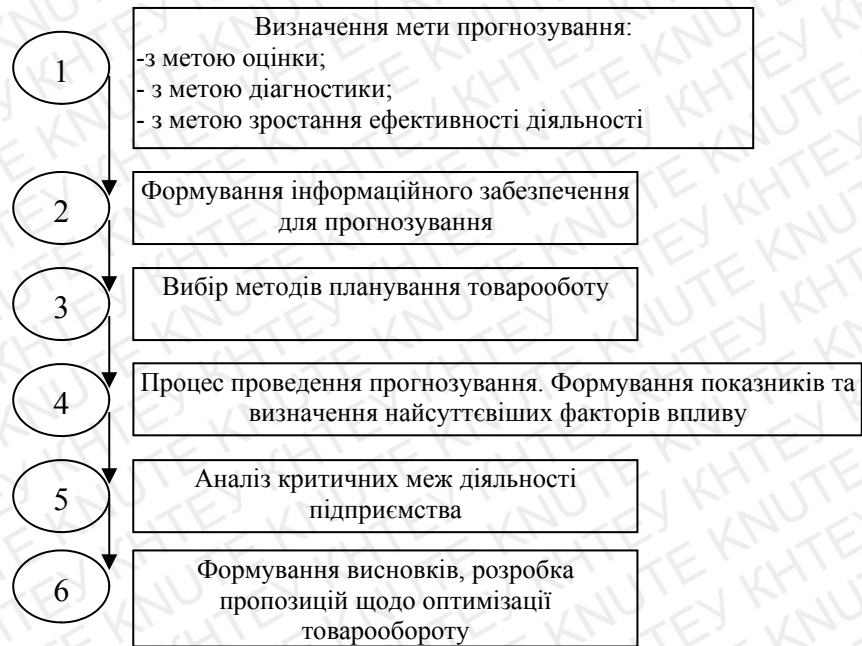 1
Визначення мети прогнозування:
-з метою оцінки;
- з метою діагностики;
- з метою зростання ефективності діяльності
2
Формування інформаційного забезпечення
для прогнозування
3
Вибір методів планування товарооботу
4
Процес проведення прогнозування. Формування показників та
визначення найсуттєвіших факторів впливу
5
Аналіз критичних меж діяльності
підприємства
6
Формування висновків, розробка
пропозицій щодо оптимізації
товарообороту